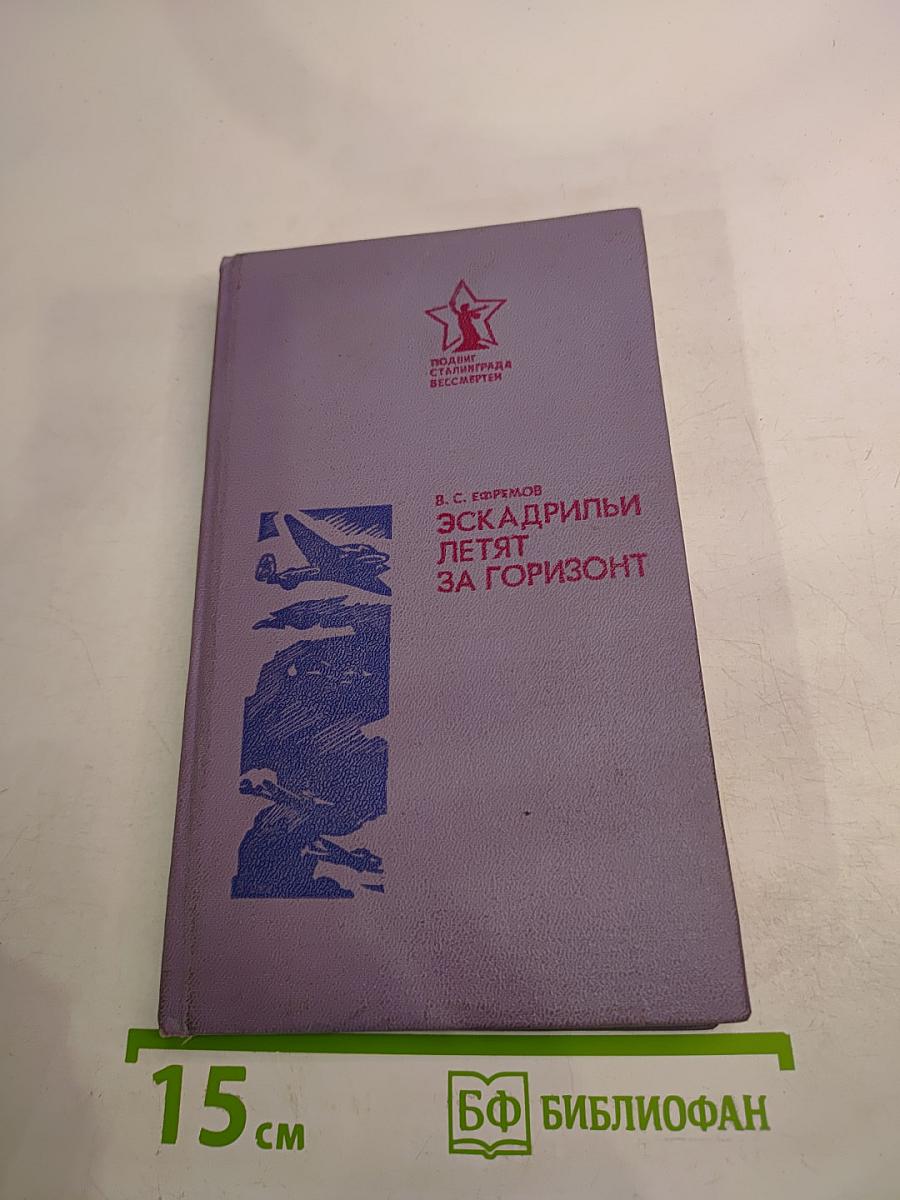 ПОДВИГ
СТАЛИНГРАДА
БЕССМЕРТЕН
В. С. ЕФРЕМОВ
ЭСКАДРИЛЬИ
ЛЕТЯТ
ЗА ГОРИЗОНТ
15 см
БФ БИБЛИОФАН